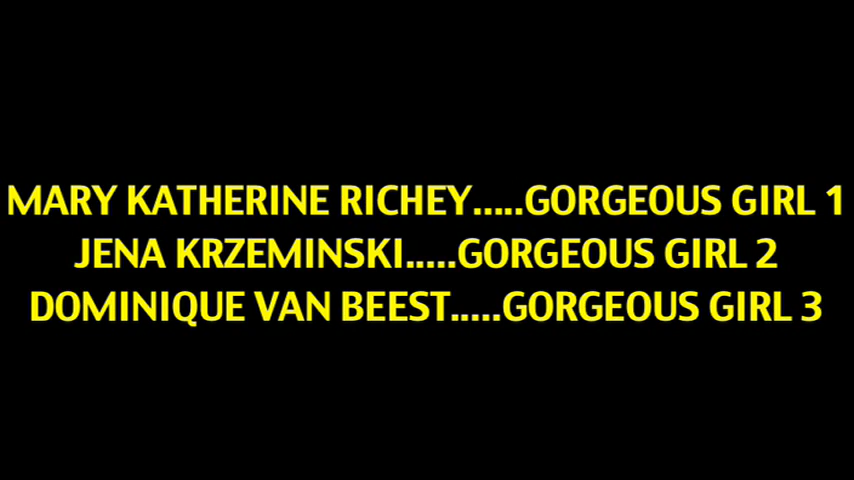 MARY KATHERINE RICHEY.....GORGEOUS GIRL 1
JENA KRZEMINSKI.....GORGEOUS GIRL 2
DOMINIQUE VAN BEEST.....GORGEOUS GIRL 3